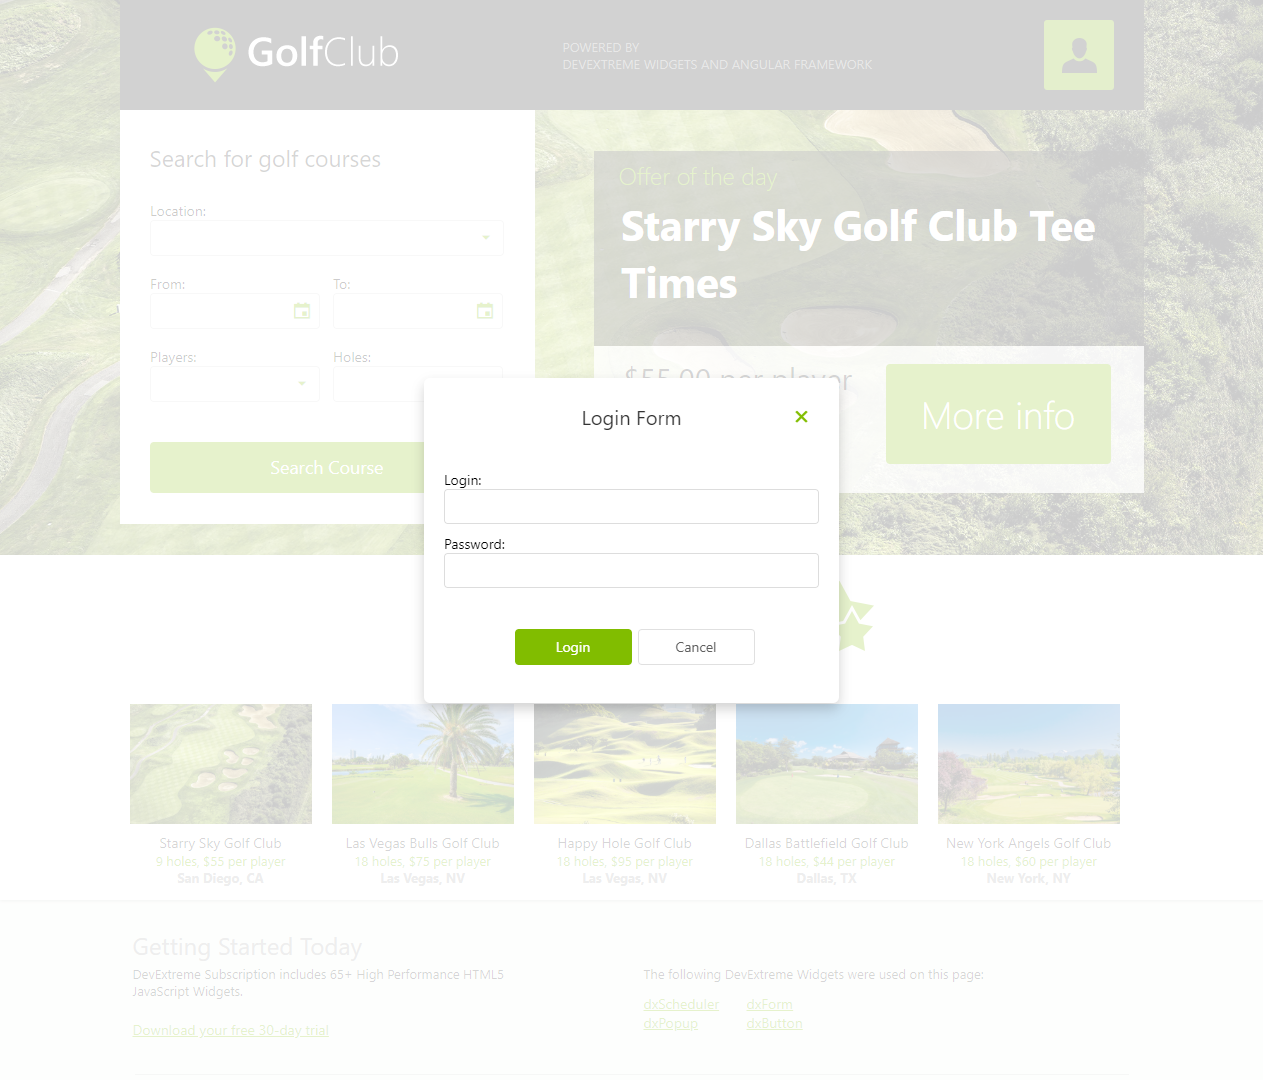 GolfClub
POWERED BY
DEVEXTREME WIDGETS AND ANGULAR FRAMEWORK
Search for golf courses
Location:
From:
To:
Players:
Holes:
Search Course
Offer of the day
Starry Sky Golf Club Tee
Times
$55.00 per player
More info
Login Form
Login:
Password:
Login
Cancel
Starry Sky Golf Club
9 holes, $55 per player
San Diego, CA
Las Vegas Bulls Golf Club
18 holes, $75 per player
Las Vegas, NV
Happy Hole Golf Club
18 holes, $95 per player
Las Vegas, NV
Dallas Battlefield Golf Club
18 holes, $44 per player
Dallas, TX
New York Angels Golf Club
18 holes, $60 per player
New York, NY
Getting Started Today
DevExtreme Subscription includes 65+ High Performance HTML5
JavaScript Widgets.
Download your free 30-day trial
The following DevExtreme Widgets were used on this page:
dxScheduler
dxForm
dxPopup
dxButton